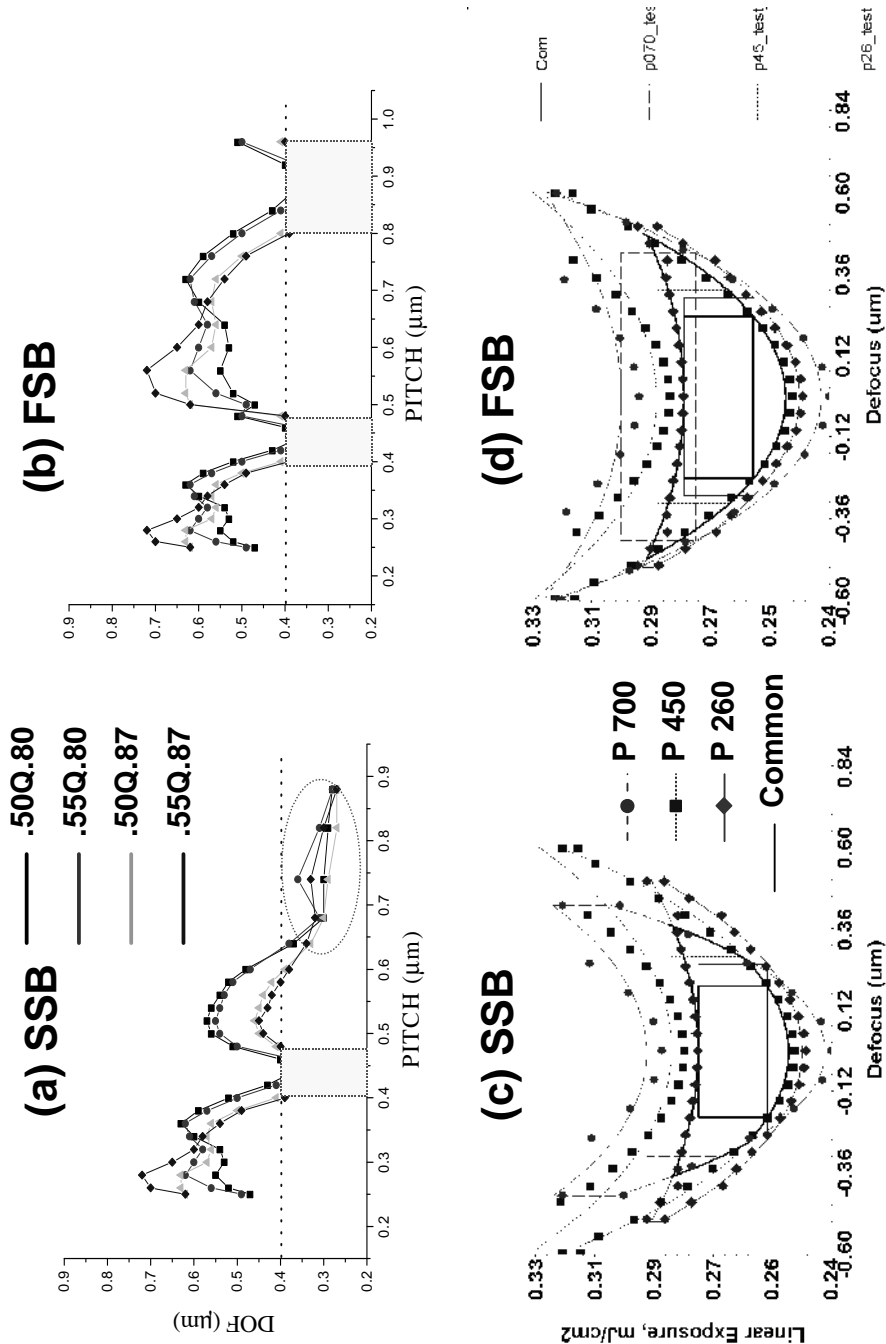 (a) SSB
.50Q.80
.55Q.80
.50Q.87
.55Q.87
DOF (μm)
0.9
0.8
0.7
0.6
0.5
0.4
0.3
0.2
0.2
0.3
0.4
0.5
0.6
0.7
0.8
0.9
PITCH (μm)
(b) FSB
0.9
0.8
0.7
0.6
0.5
0.4
0.3
0.2
0.2
0.3
0.4
0.5
0.6
0.7
0.8
0.9
1.0
PITCH (μm)
(c) SSB
Linear Exposure, mJ/cm2
0.33
0.31
0.29
0.27
0.26
0.24
-0.60
-0.36
-0.12
0.12
0.36
0.60
0.84
Defocus (um)
P 700
P 450
P 260
Common
(d) FSB
0.33
0.31
0.29
0.27
0.25
0.24
-0.60
-0.36
-0.12
0.12
0.36
0.60
0.84
Defocus (um)
Com
p070_tes
p45_test
p26_test